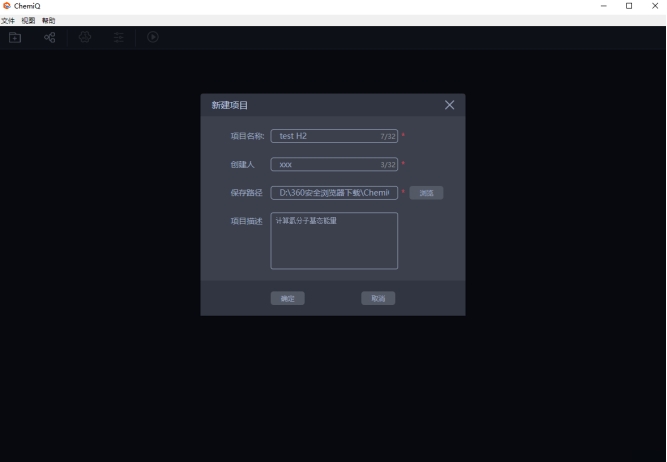 ChemiQ
文件 视图 帮助
新建项目
项目名称: test H2 7/32 *
创建人 xxx 3/32 *
保存路径 D:\360安全浏览器下载\Chemi *
浏览
项目描述 计算氢分子基态能量
确定 取消